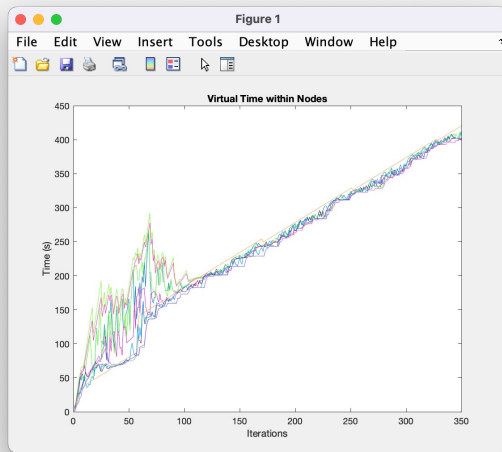 Figure 1
File Edit View Insert Tools Desktop Window Help
Virtual Time within Nodes
450
400
350
300
250
200
150
100
50
0
Time (s)
0 50 100 150 200 250 300 350
Iterations